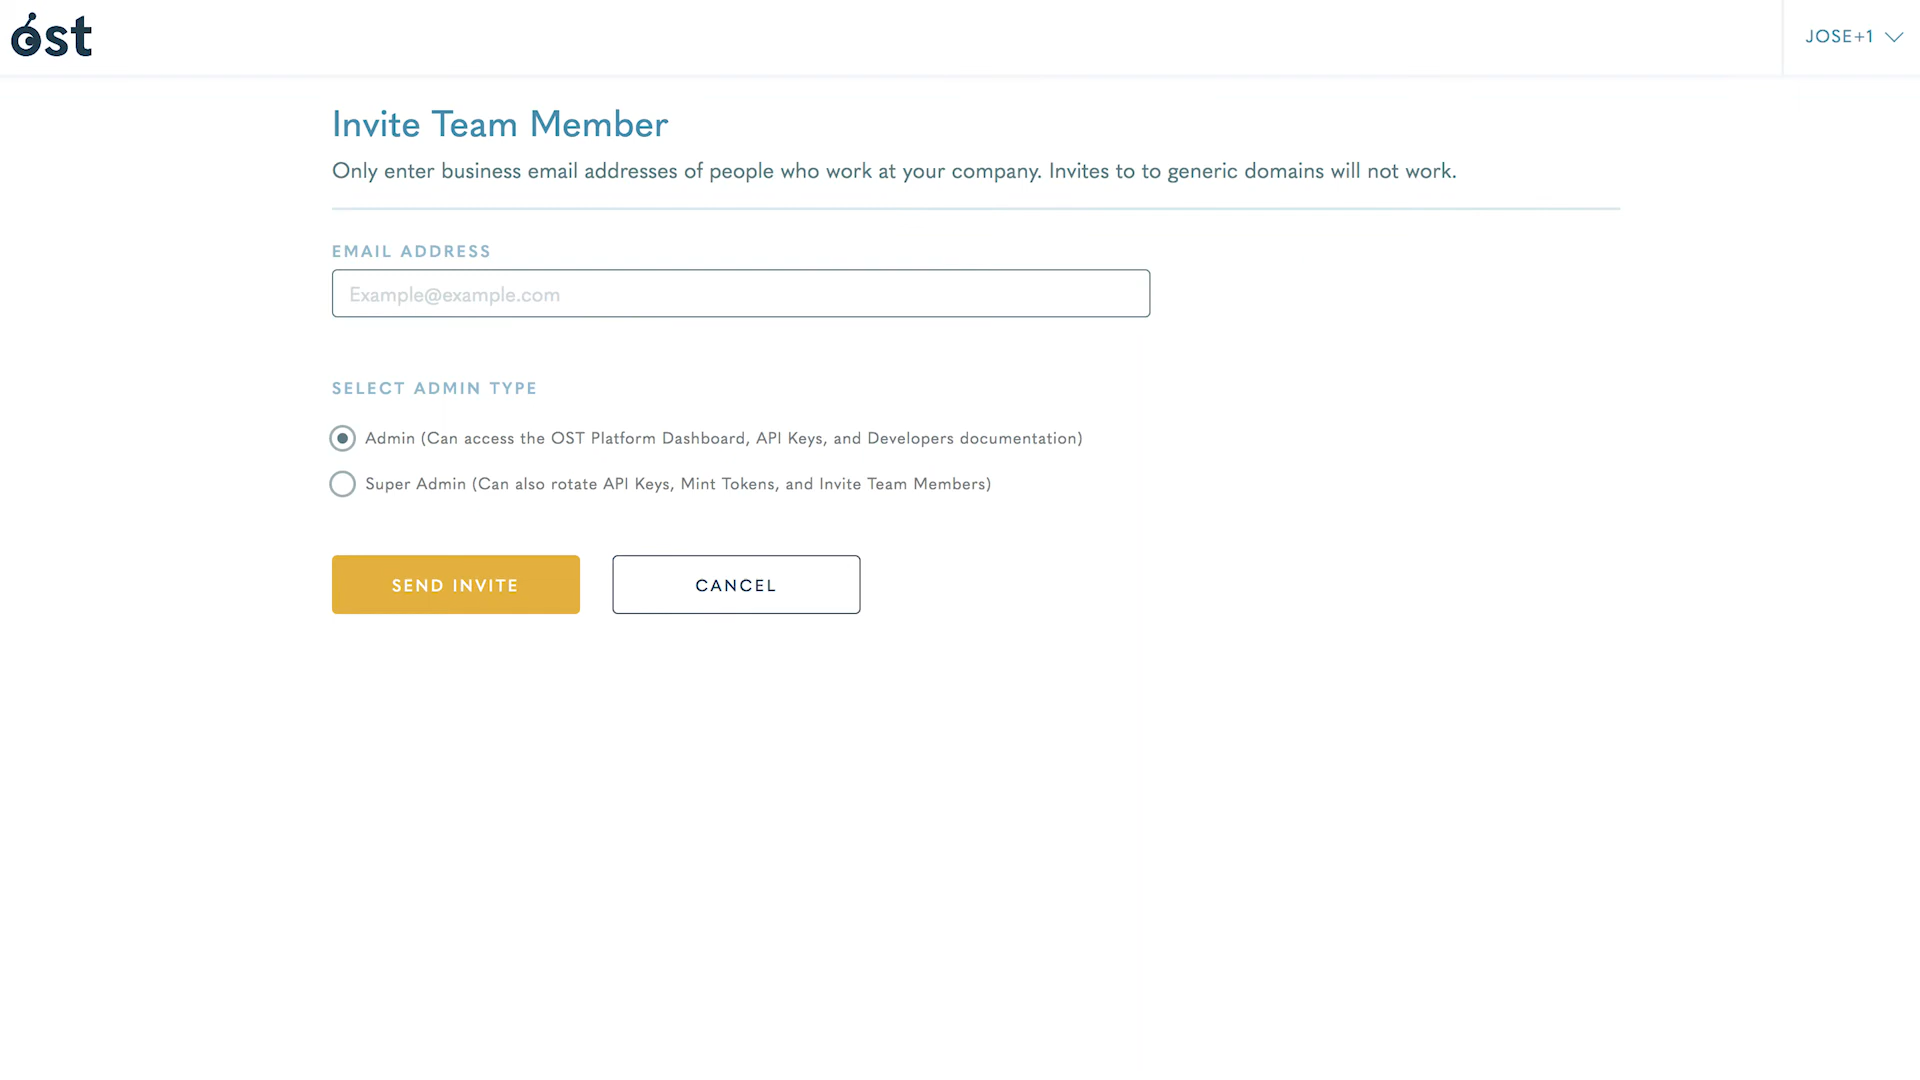 ost
JOSE+1
Invite Team Member
Only enter business email addresses of people who work at your company. Invites to to generic domains will not work.
EMAIL ADDRESS
Example@example.com
SELECT ADMIN TYPE
Admin (Can access the OST Platform Dashboard, API Keys, and Developers documentation)
Super Admin (Can also rotate API Keys, Mint Tokens, and Invite Team Members)
SEND INVITE
CANCEL